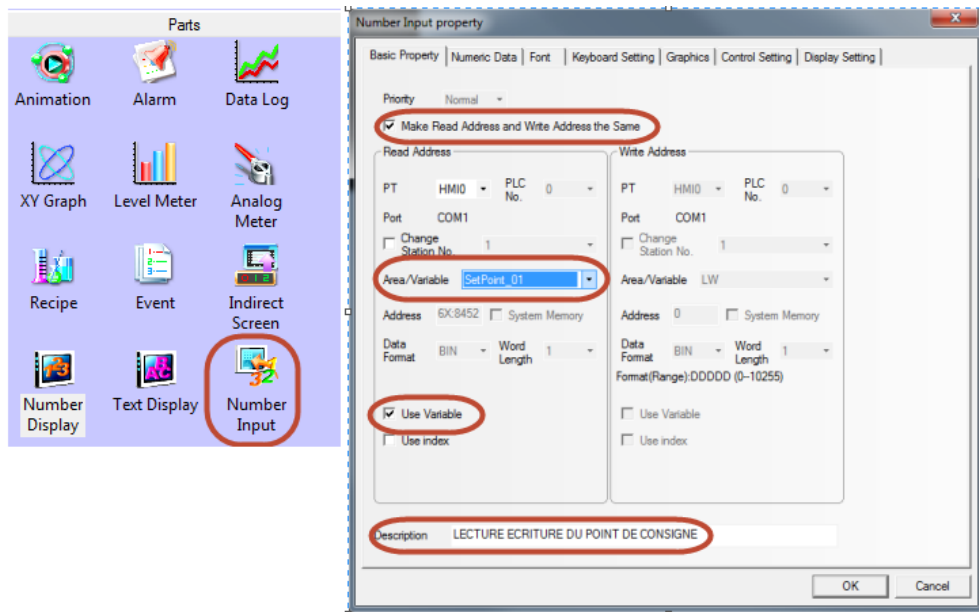 Parts
Animation
Alarm
Data Log
XY Graph
Level Meter
Analog
Meter
Recipe
Event
Indirect
Screen
Number
Display
Text Display
Number
Input
Number Input property
Basic Property
Numeric Data
Font
Keyboard Setting
Graphics
Control Setting
Display Setting
Priority Normal
Make Read Address and Write Address the Same
Read Address
PT HMI0 PLC No. 0
Port COM1
Change Station No. 1
Area/Variable SetPoint_01
Address 6X:8452 System Memory
Data Format BIN Word Length 1
Use Variable
Use index
Write Address
PT HMI0 PLC No. 0
Port COM1
Change Station No. 1
Area/Variable LW
Address 0 System Memory
Data Format BIN Word Length 1
Format(Range):DDDDD (0--10255)
Use Variable
Use index
Description LECTURE ECRITURE DU POINT DE CONSIGNE
OK
Cancel